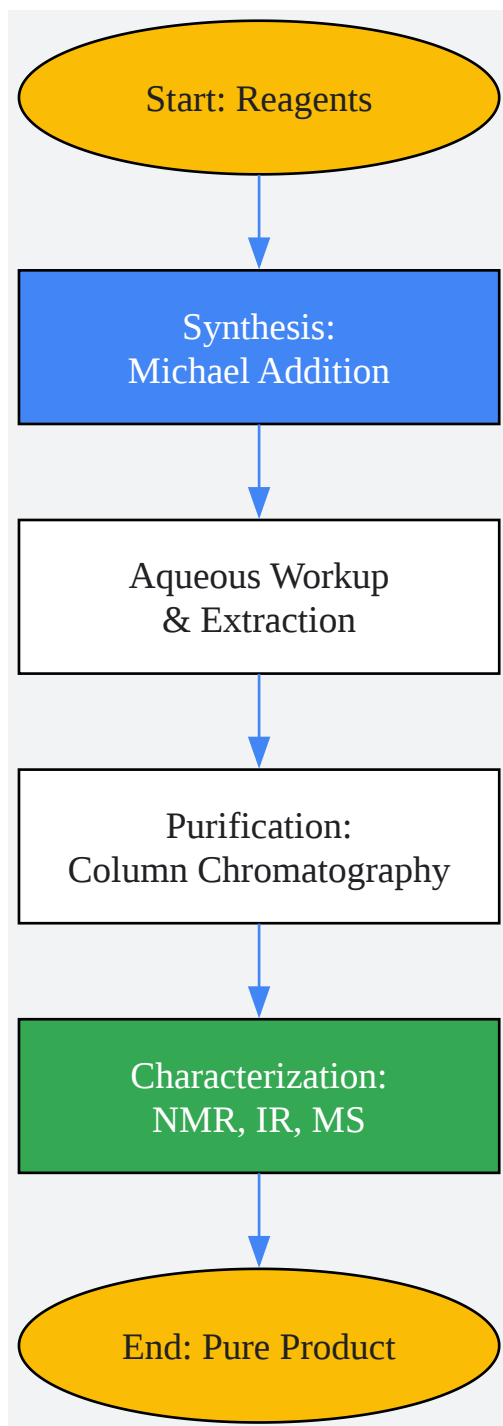 Start: Reagents
Synthesis:
Michael Addition
Aqueous Workup
& Extraction
Purification:
Column Chromatography
Characterization:
NMR, IR, MS
End: Pure Product